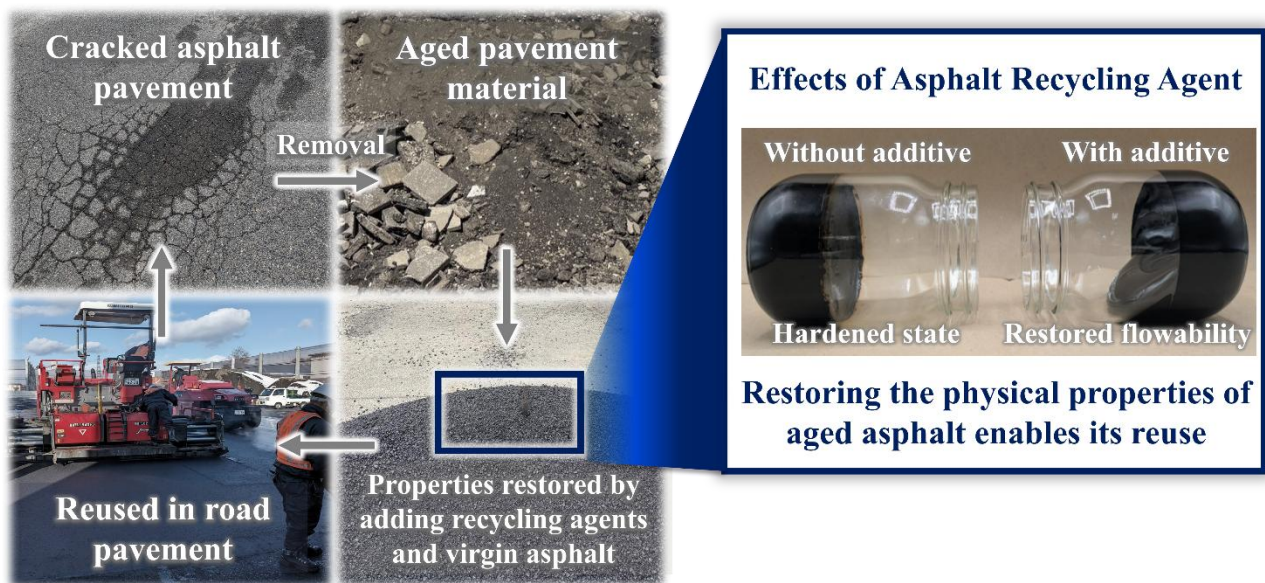 Cracked asphalt
pavement
Aged pavement
material
Removal
Reused in road
pavement
Properties restored by
adding recycling agents
and virgin asphalt
Effects of Asphalt Recycling Agent
Without additive
With additive
Hardened state
Restored flowability
Restoring the physical properties of
aged asphalt enables its reuse